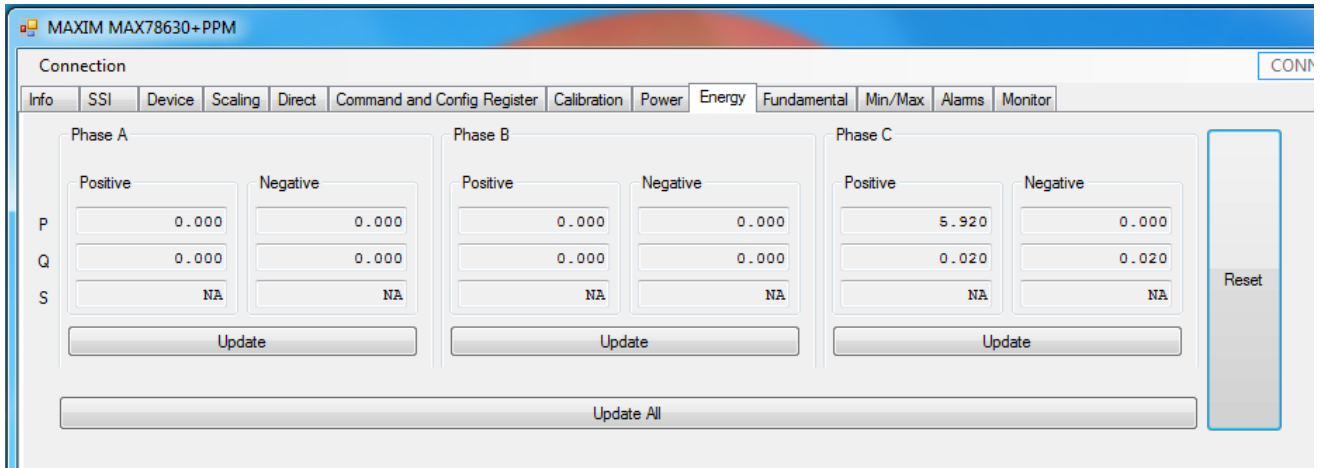 MAXIM MAX78630+PPM
Connection
CONN
Info SSI Device Scaling Direct Command and Config Register Calibration Power Energy Fundamental Min/Max Alarms Monitor
Phase A Phase B Phase C
Positive Negative Positive Negative Positive Negative
P 0.000 0.000 0.000 0.000 5.920 0.000
Q 0.000 0.000 0.000 0.000 0.020 0.020
S NA NA NA NA NA NA
Reset
Update Update Update
Update All